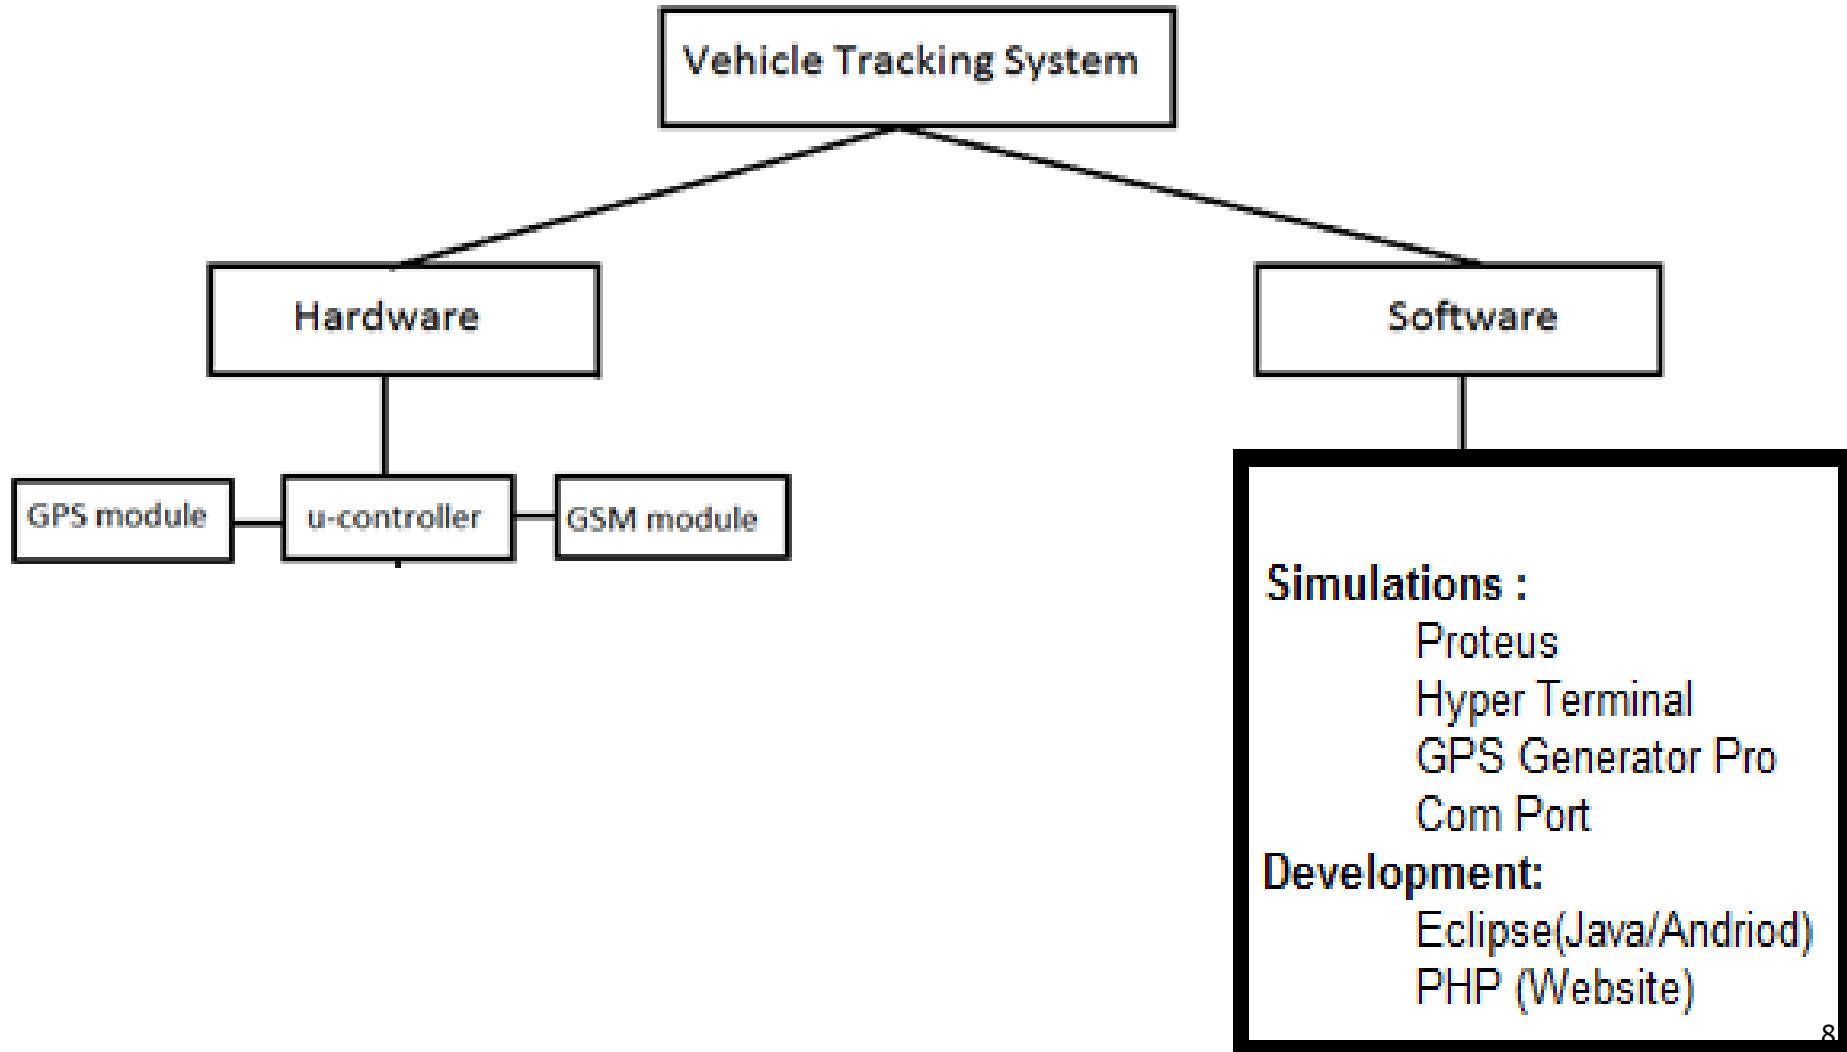 Vehicle Tracking System
Hardware
Software
GPS module
u-controller
GSM module
Simulations :
Proteus
Hyper Terminal
GPS Generator Pro
Com Port
Development:
Eclipse(Java/Andriod)
PHP (Website)
8